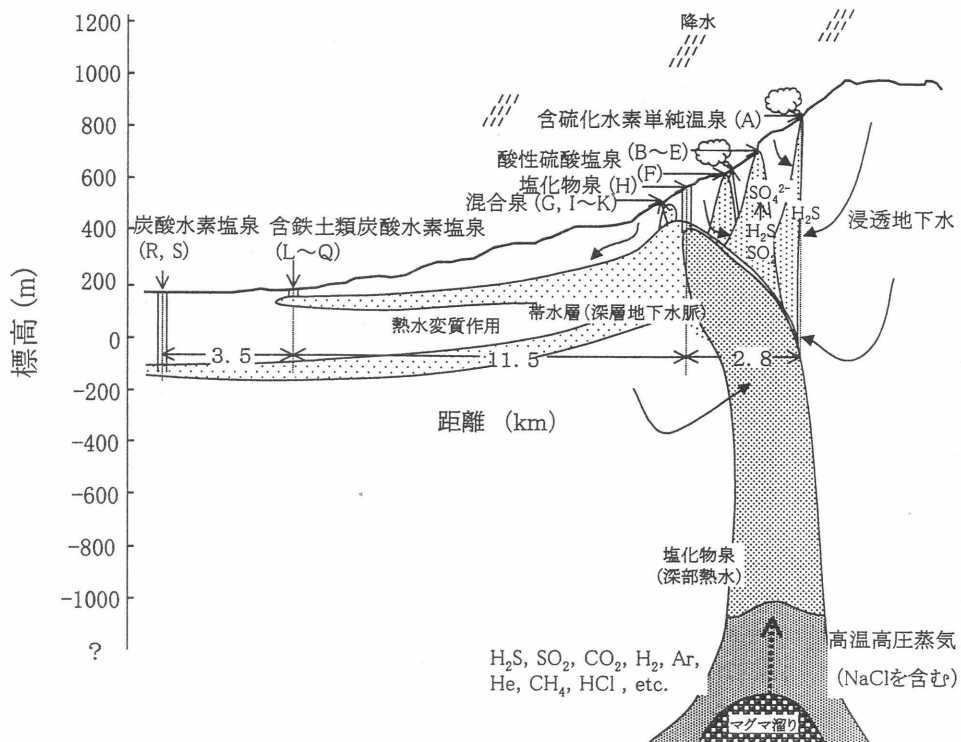 1200
1000
800
600
400
200
0
-200
-400
-600
-800
-1000
?
標高 (m)
降水
含硫化水素単純温泉 (A)
酸性硫酸塩泉 (B～E)
(F)
塩化物泉 (H)
混合泉 (G, I～K)
炭酸水素塩泉
(R, S)
含鉄土類炭酸水素塩泉
(L～Q)
SO₄²⁻
H₂S
SO₂
H₂S
浸透地下水
帯水層 (深層地下水脈)
熱水変質作用
3.5
11.5
2.8
距離 (km)
塩化物泉
(深部熱水)
高温高圧蒸気
(NaClを含む)
H₂S, SO₂, CO₂, H₂, Ar,
He, CH₄, HCl , etc.
マグマ溜り